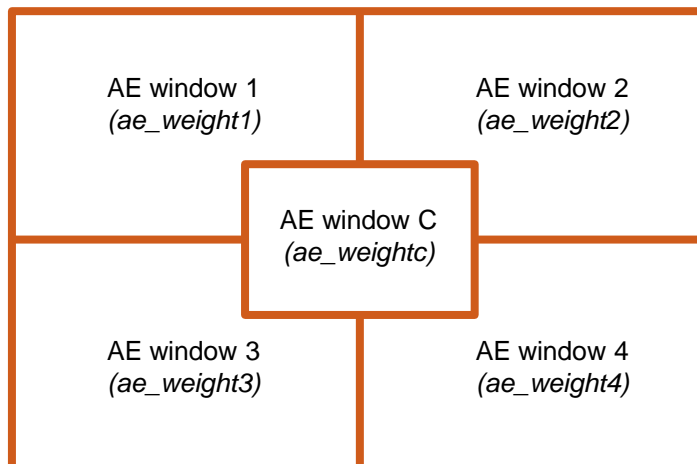 AE window 1
(ae_weight1)
AE window 2
(ae_weight2)
AE window C
(ae_weightc)
AE window 3
(ae_weight3)
AE window 4
(ae_weight4)